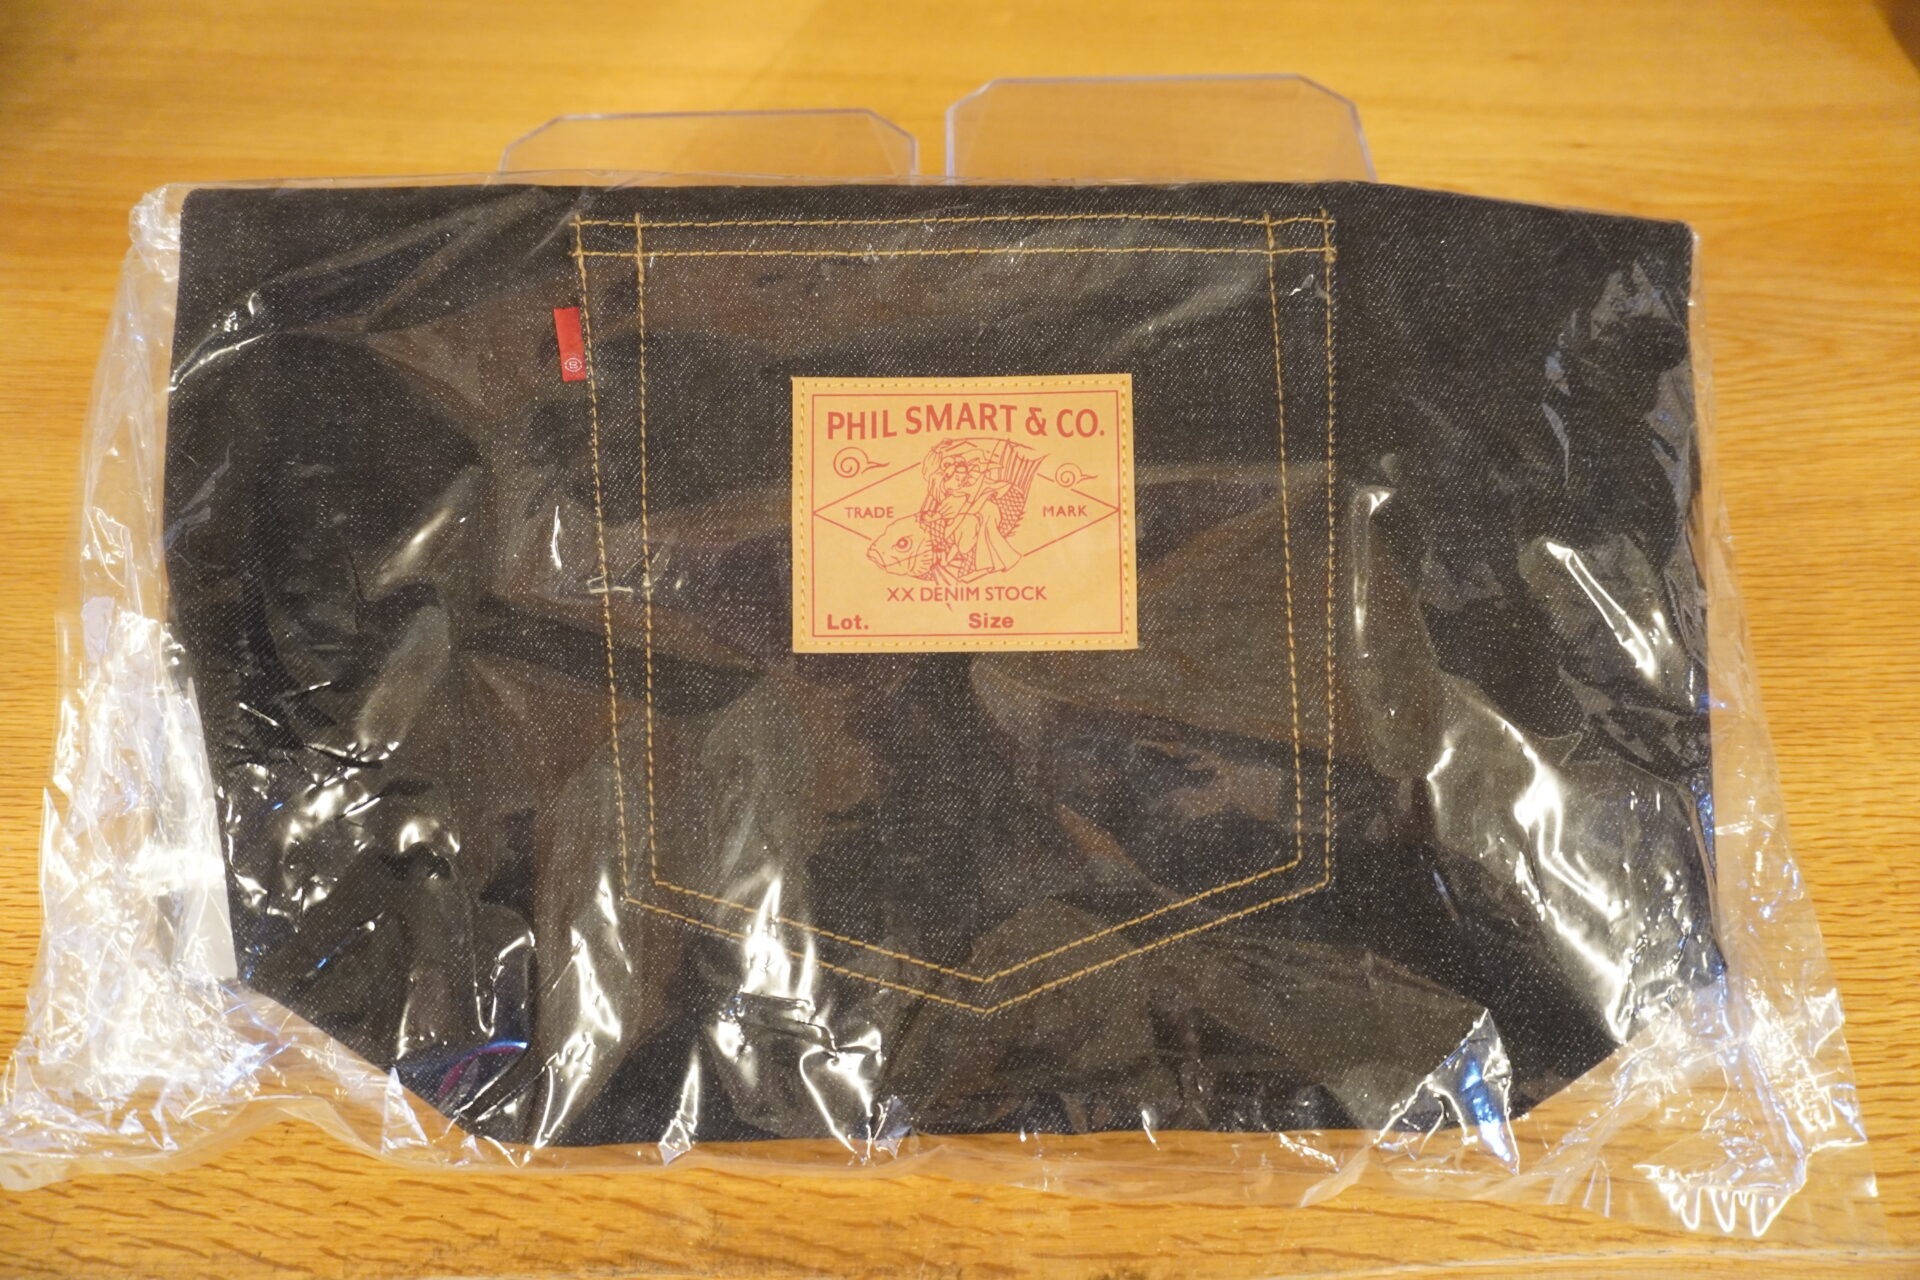 PHIL SMART & CO.
TRADE MARK
XX DENIM STOCK
Lot. Size